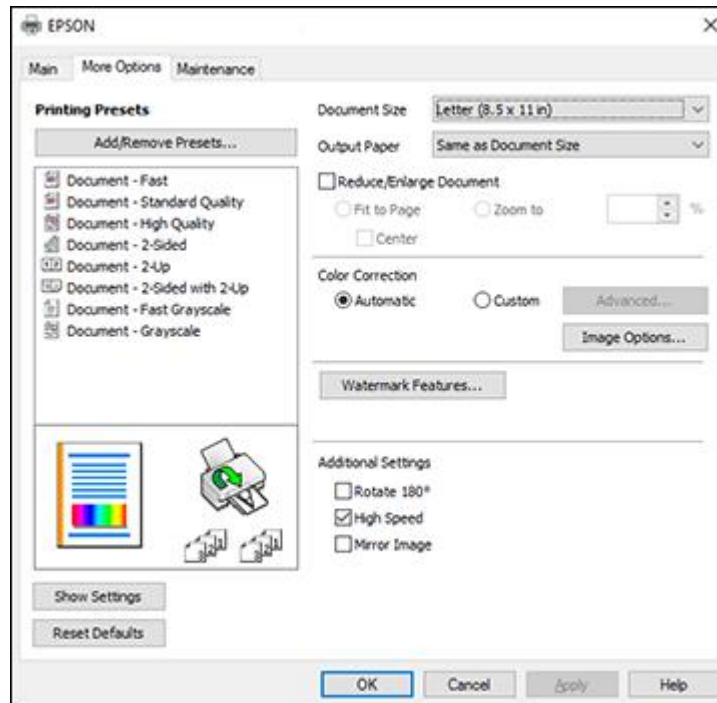 EPSON
Main
More Options
Maintenance
Printing Presets
Add/Remove Presets...
Document - Fast
Document - Standard Quality
Document - High Quality
Document - 2-Sided
Document - 2-Up
Document - 2-Sided with 2-Up
Document - Fast Grayscale
Document - Grayscale
Show Settings
Reset Defaults
Document Size
Letter (8.5 x 11 in)
Output Paper
Same as Document Size
Reduce/Enlarge Document
Fit to Page
Zoom to
%
Center
Color Correction
Automatic
Custom
Advanced...
Image Options...
Watermark Features...
Additional Settings
Rotate 180°
High Speed
Mirror Image
OK
Cancel
Apply
Help